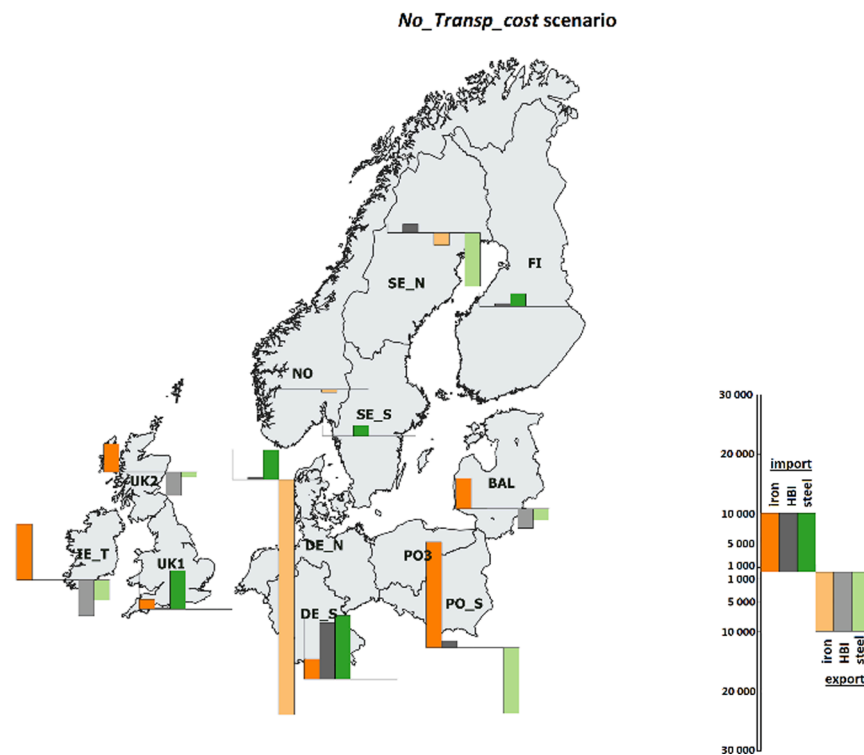 No_Transp_cost scenario
FI
SE_N
NO
SE_S
UK2
BAL
IE_T
UK1
DE_N
PO3
PO_S
DE_S
30 000
20 000
import
iron HBI steel
10 000
5 000
1 000
1 000
5 000
10 000
iron HBI steel
export
20 000
30 000